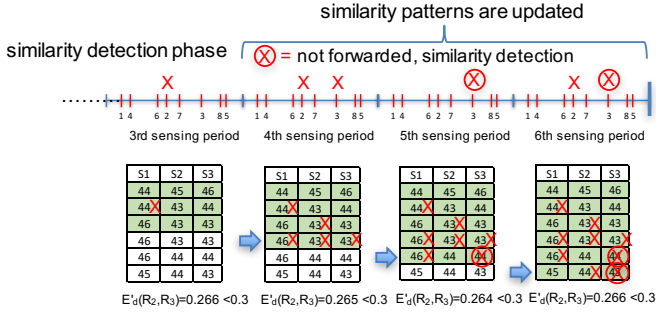 similarity patterns are updated
similarity detection phase
X = not forwarded, similarity detection
X X X X X X
1 4 6 2 7 3 8 5 1 4 6 2 7 3 8 5 1 4 6 2 7 3 8 5 1 4 6 2 7 3 8 5
3rd sensing period 4th sensing period 5th sensing period 6th sensing period
S1 S2 S3 S1 S2 S3 S1 S2 S3 S1 S2 S3
44 45 46 44 45 46 44 45 46 44 45 46
44 X 43 44 44 X 43 44 44 X 43 44 44 X 43 44
46 43 43 46 43 X 43 46 43 X 43 46 43 X 43
46 43 43 46 X 43 X 43 X 46 X 43 X 43 X 46 X 43 X 43 X
46 44 44 46 44 44 46 X 44 44 X 46 X 44 44 X
45 44 43 45 44 43 45 44 43 45 44 X 43 X
E'd(R2,R3)=0.266 <0.3 E'd(R2,R3)=0.265 <0.3 E'd(R2,R3)=0.264 <0.3 E'd(R2,R3)=0.266 <0.3